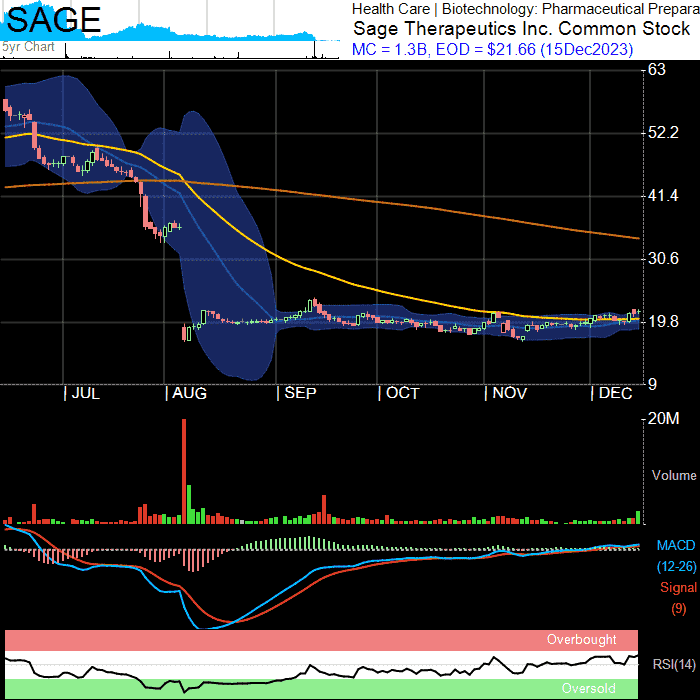 SAGE
5yr Chart
Health Care | Biotechnology: Pharmaceutical Prepara
Sage Therapeutics Inc. Common Stock
MC = 1.3B, EOD = $21.66 (15Dec2023)
63
52.2
41.4
30.6
19.8
9
| JUL | AUG | SEP | OCT | NOV | DEC
20M
Volume
MACD
(12-26)
Signal
(9)
Overbought
RSI(14)
Oversold